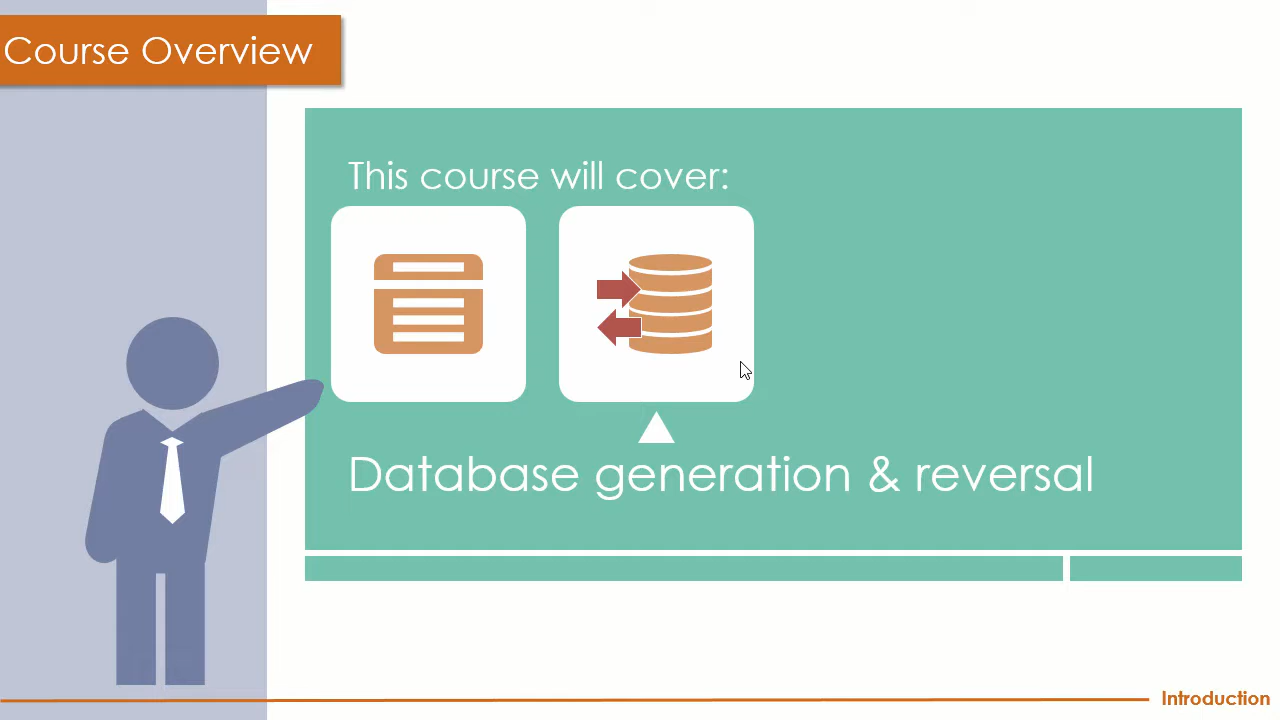 Course Overview
This course will cover:
Database generation & reversal
Introduction